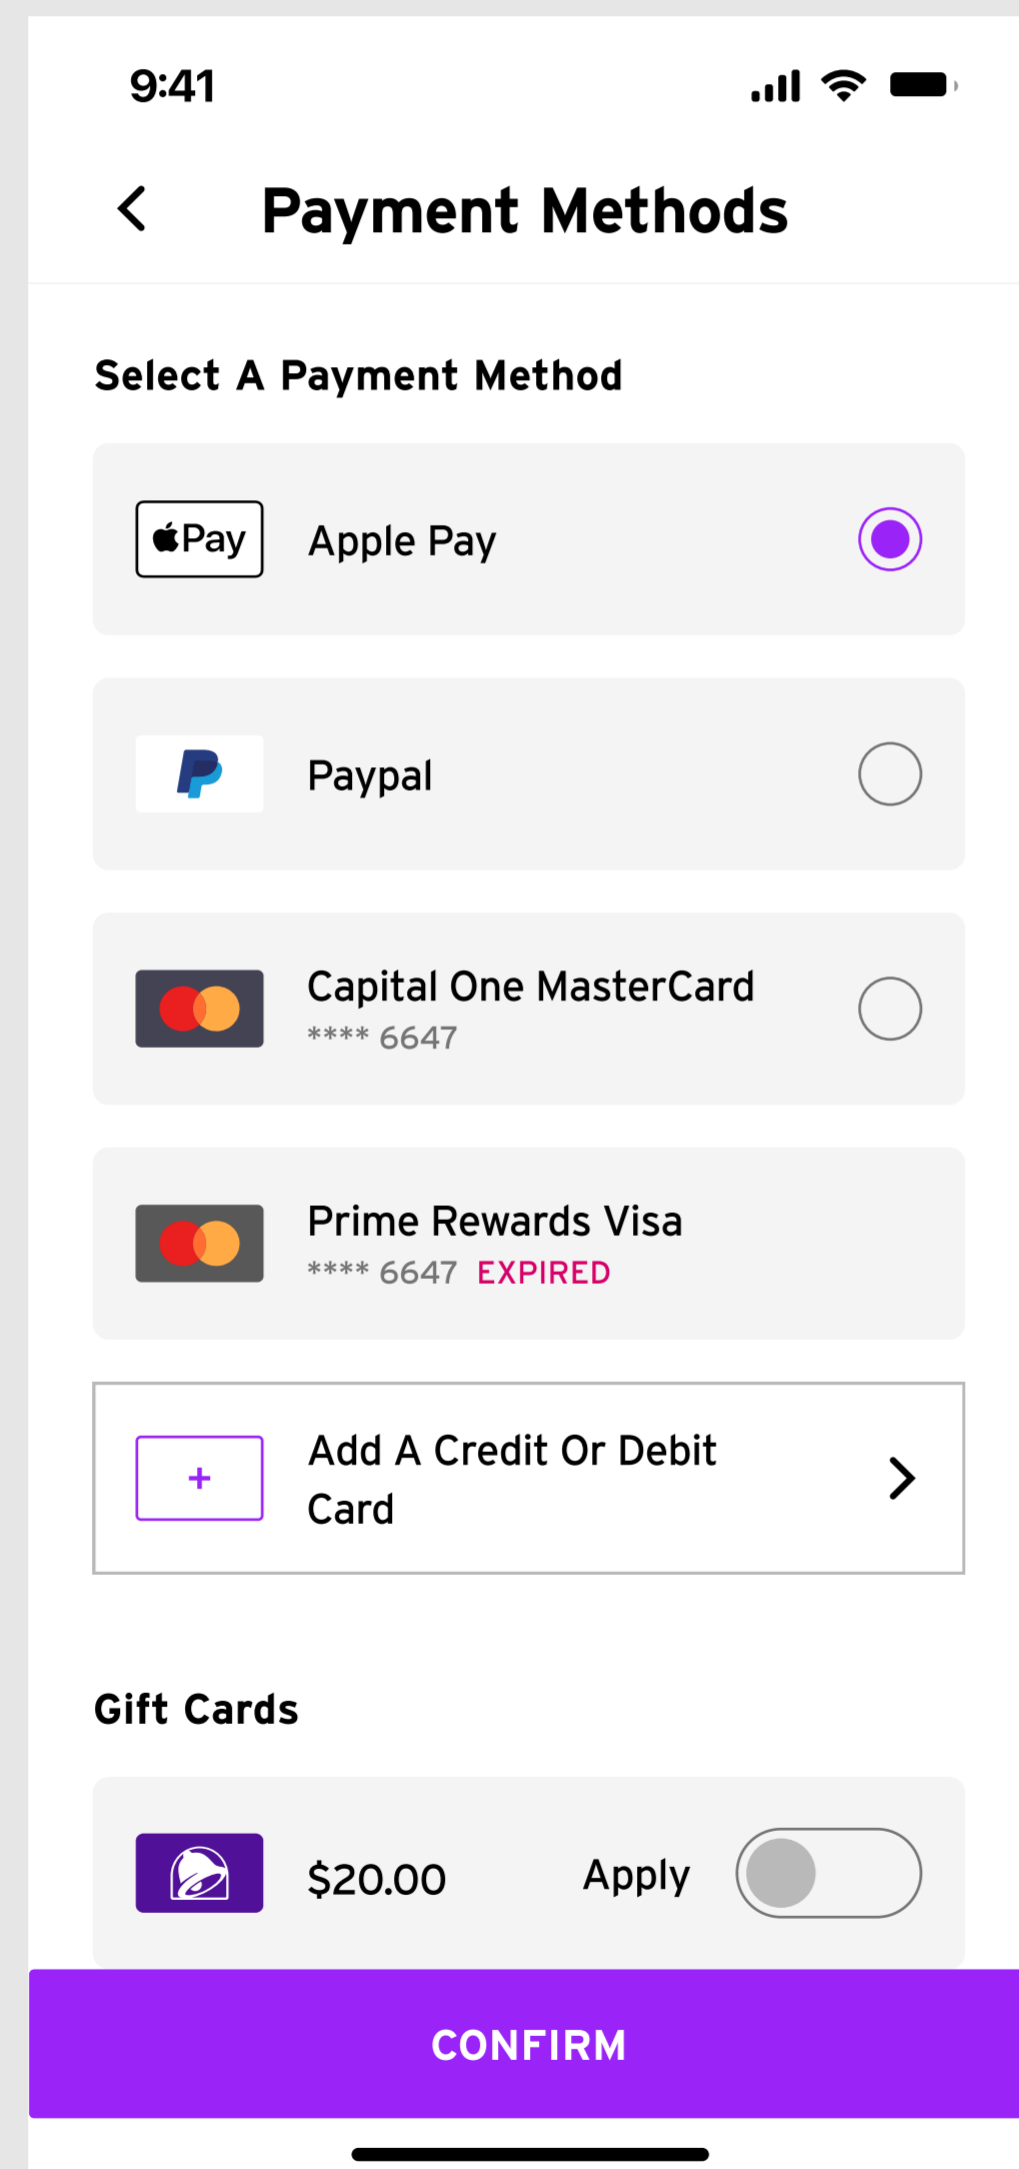 9:41
Payment Methods
Select A Payment Method
Pay Apple Pay
Paypal
Capital One MasterCard
**** 6647
Prime Rewards Visa
**** 6647 EXPIRED
+ Add A Credit Or Debit
Card
Gift Cards
$20.00 Apply
CONFIRM